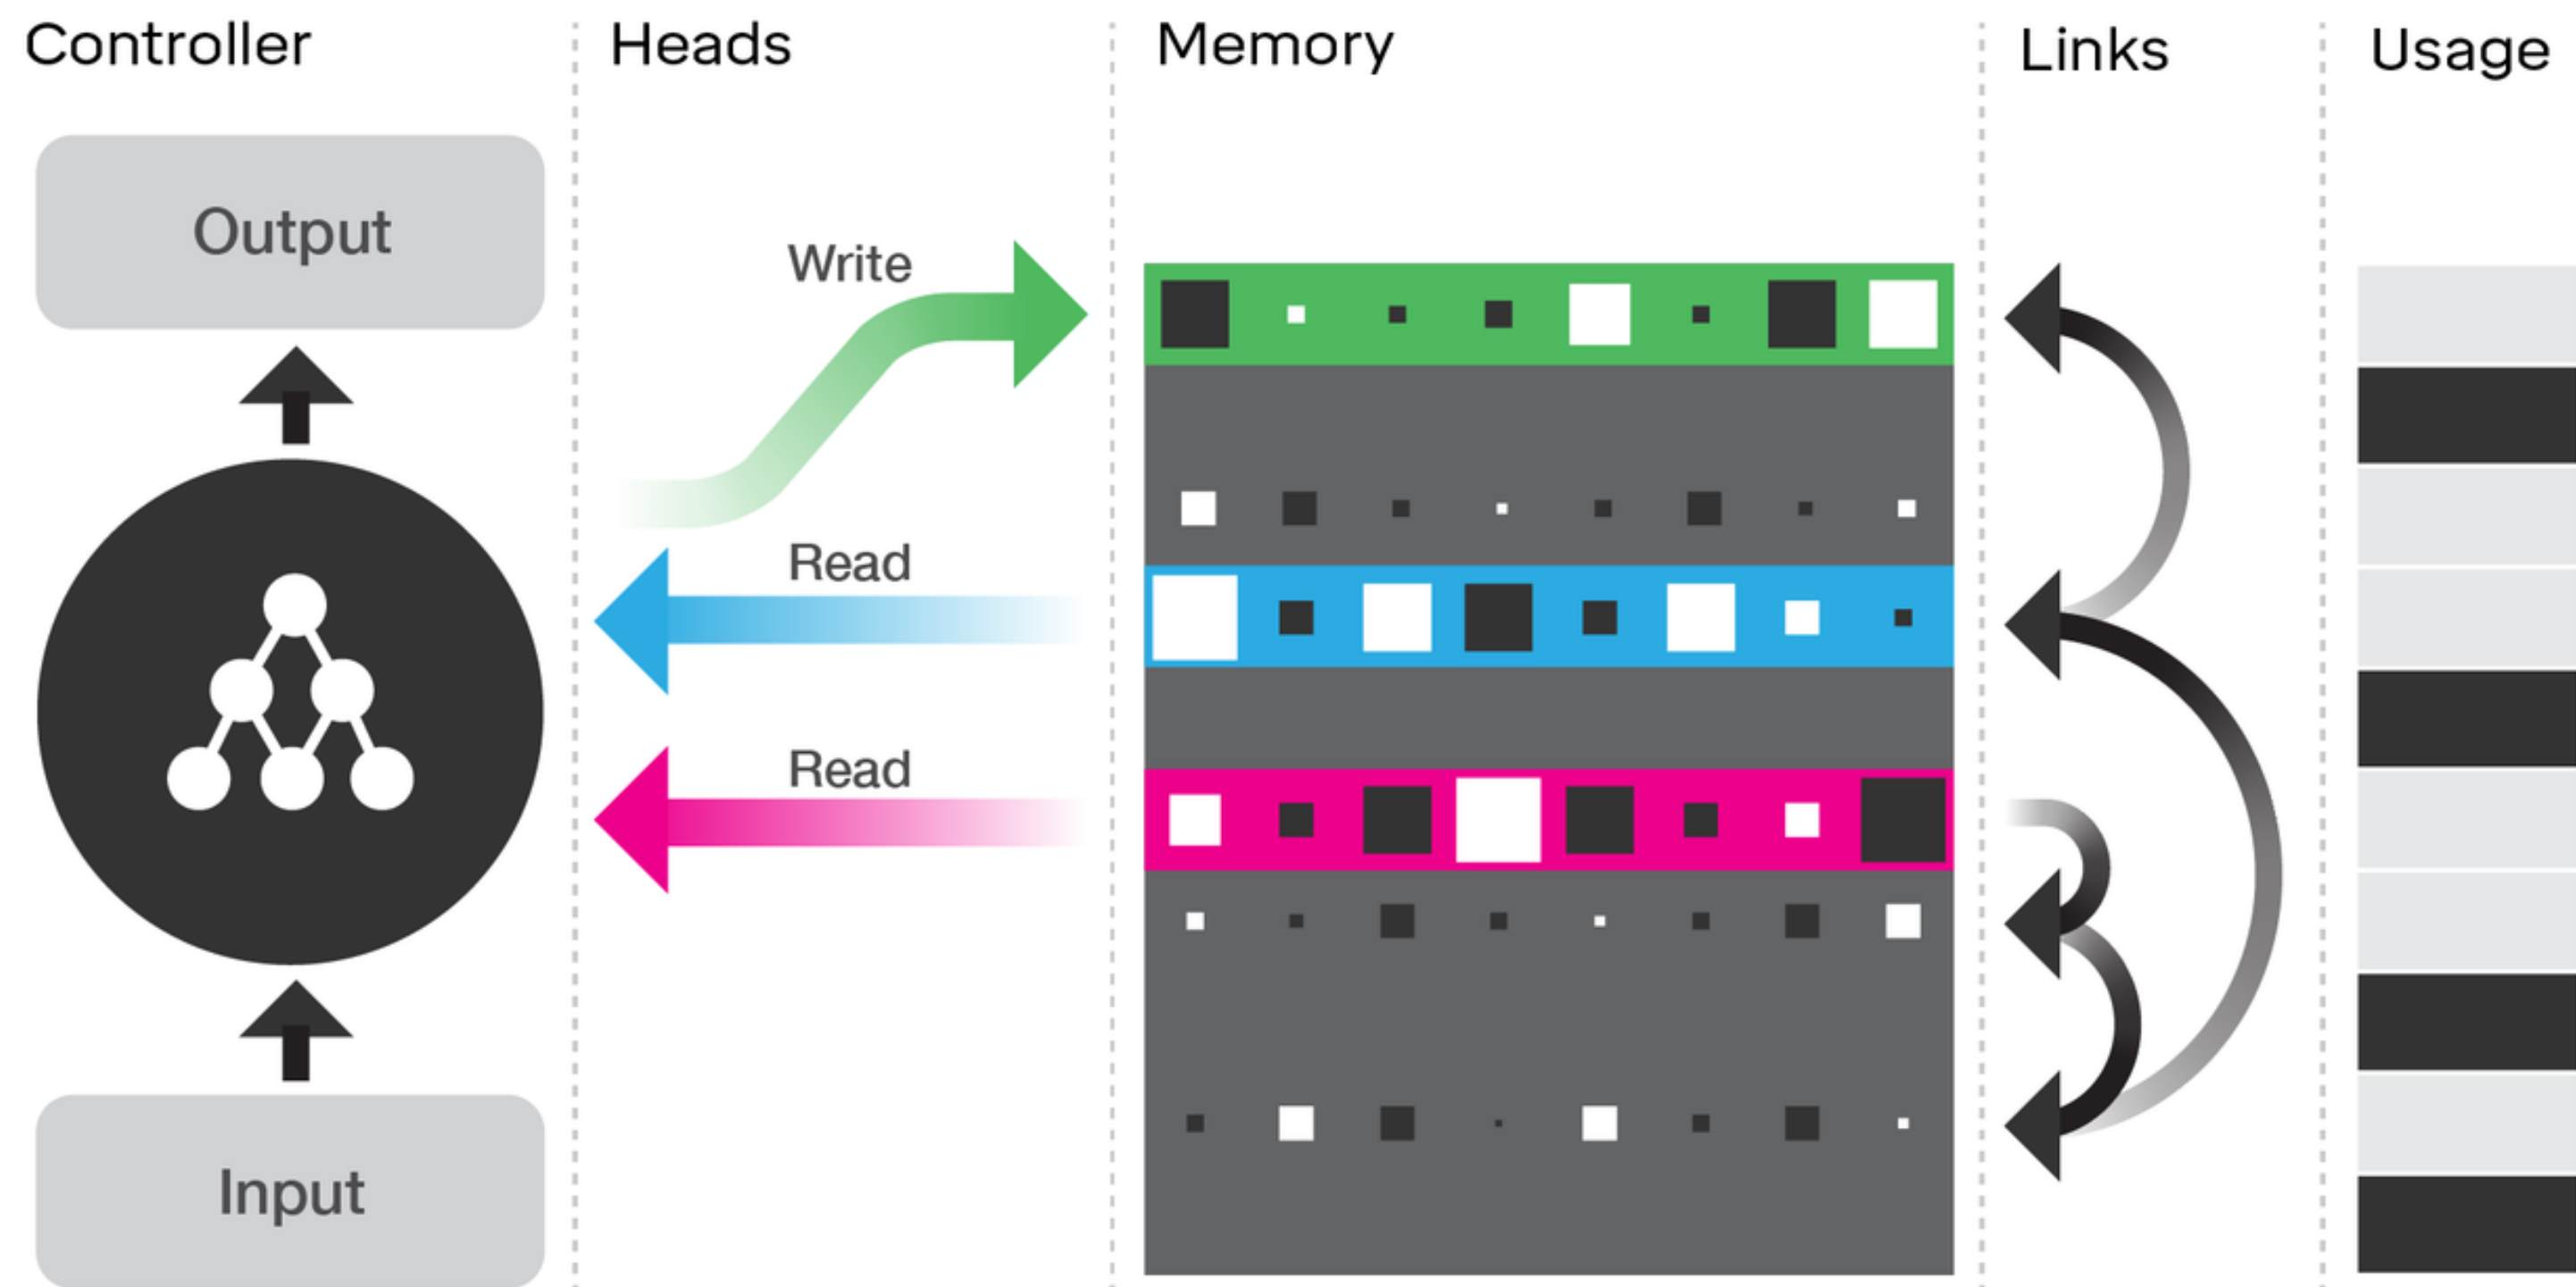 Controller
Heads
Memory
Links
Usage
Output
Write
Read
Read
Input